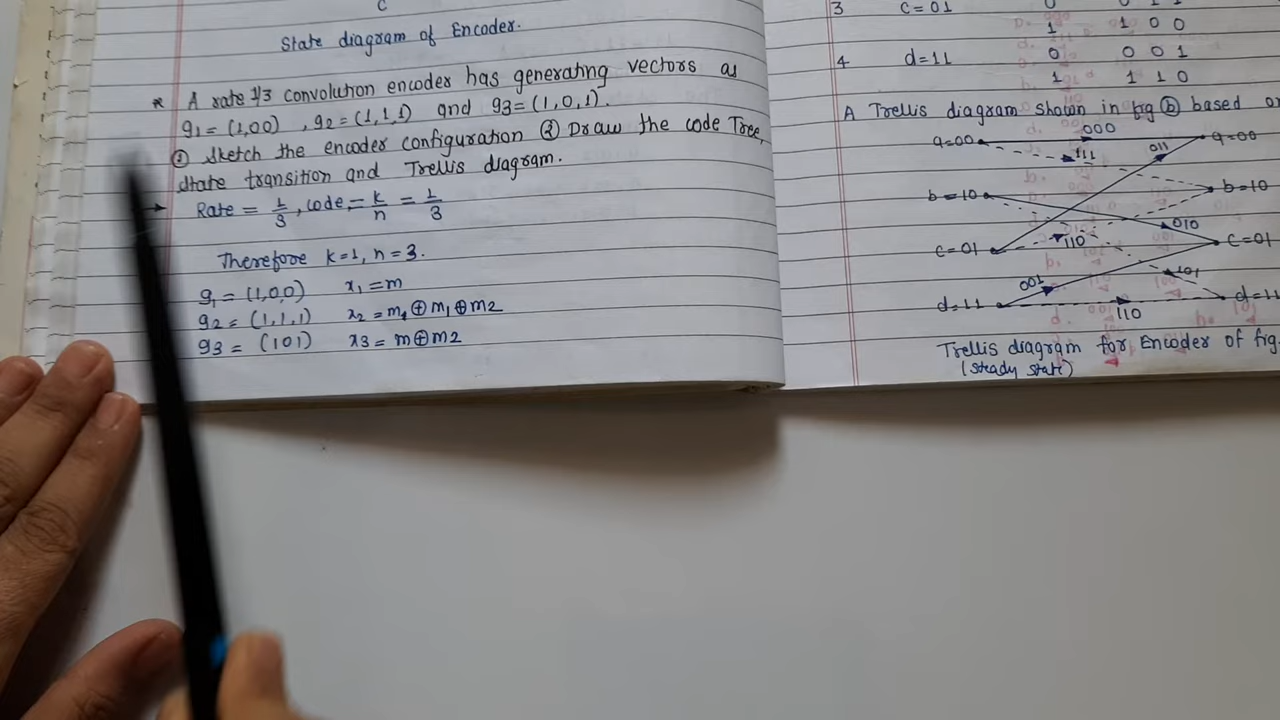 C
State diagram of Encoder.
* A rate 1/3 convolution encoder has generating vectors as
g1 = (1,00) , g2 = (1,1,1) and g3 = (1,0,1).
① Sketch the encoder configuration ② Draw the code Tree,
state transition and Trellis diagram.
→ Rate = 1/3 , code = k/n = 1/3
Therefore k=1, n=3.
g1 = (1,0,0) x1 = m
g2 = (1,1,1) x2 = m ⊕ m1 ⊕ m2
g3 = (101) x3 = m ⊕ m2
3 C = 01 0 0 1 1
1 1 0 0
4 d = 11 0 0 0 1
1 1 1 0
A Trellis diagram shown in fig ⓑ based
a=00 000 a=00
111 011
b=10 b=10
010
c=01 110 c=01
001 101
d=11 110 d=11
Trellis diagram for Encoder of fig.
(steady state)